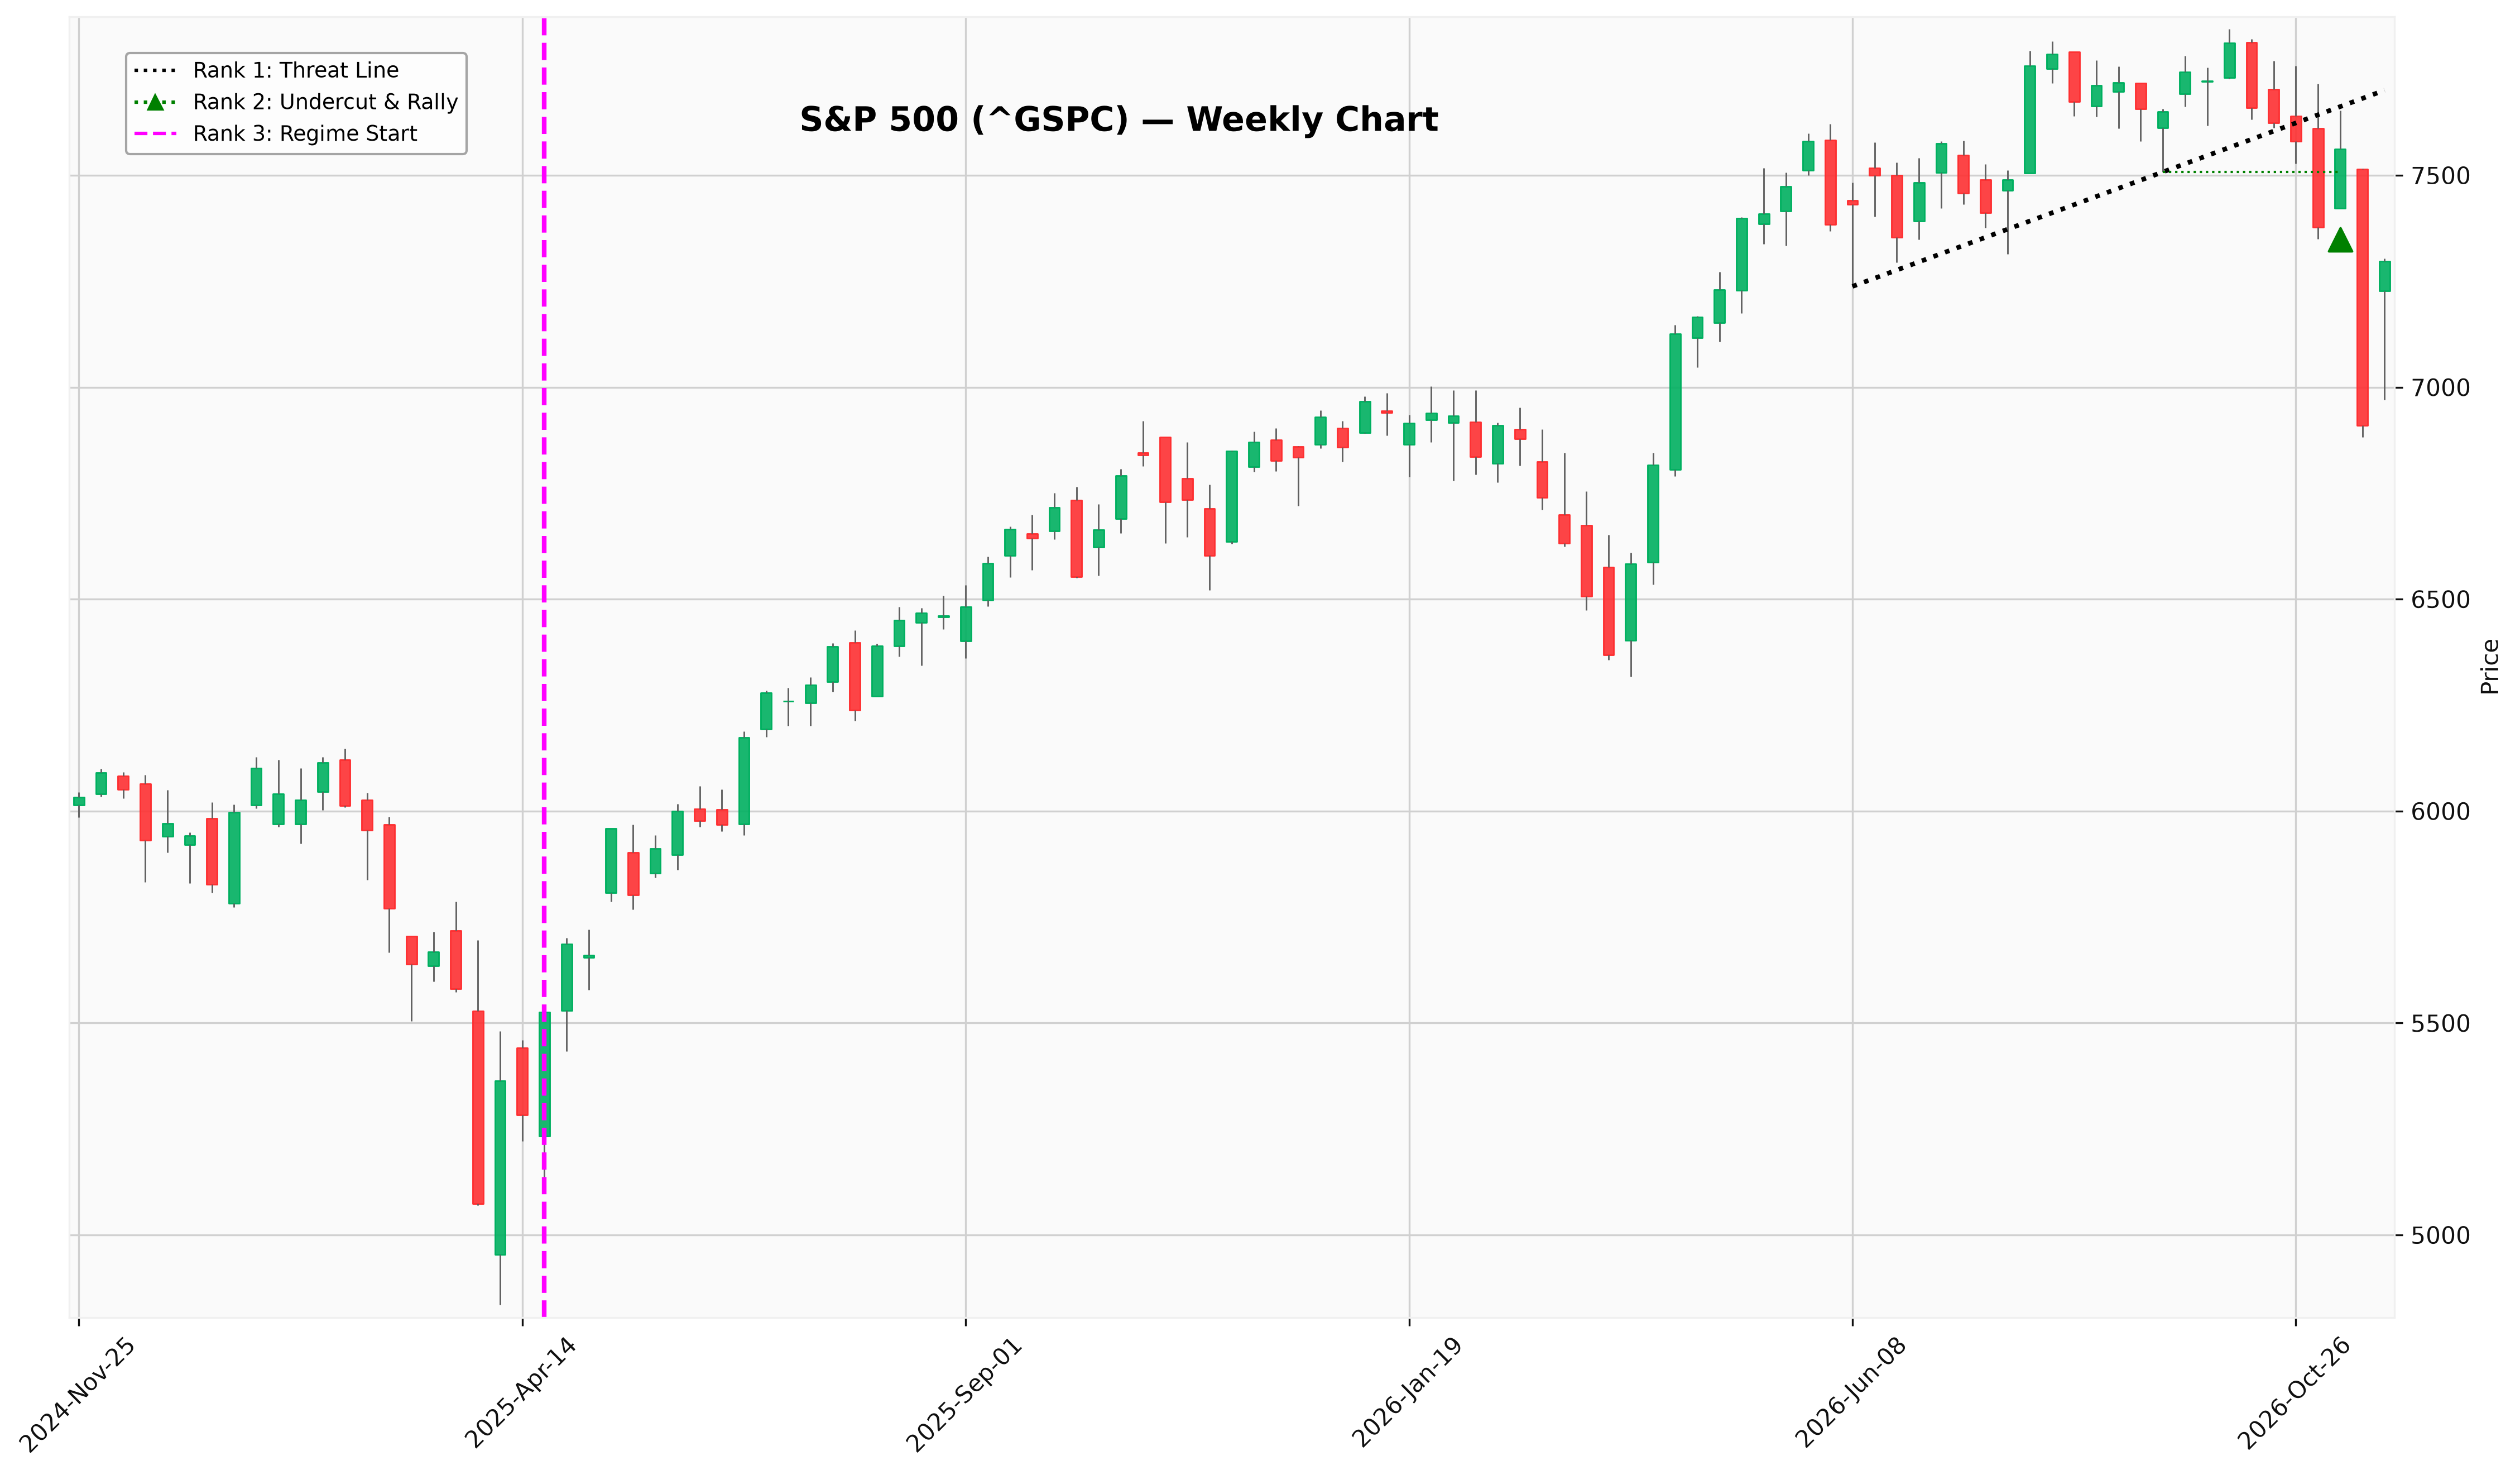 Rank 1: Threat Line
Rank 2: Undercut & Rally
Rank 3: Regime Start
S&P 500 (^GSPC) — Weekly Chart
7500
7000
6500
6000
5500
5000
Price
2024-Nov-25
2025-Apr-14
2025-Sep-01
2026-Jan-19
2026-Jun-08
2026-Oct-26